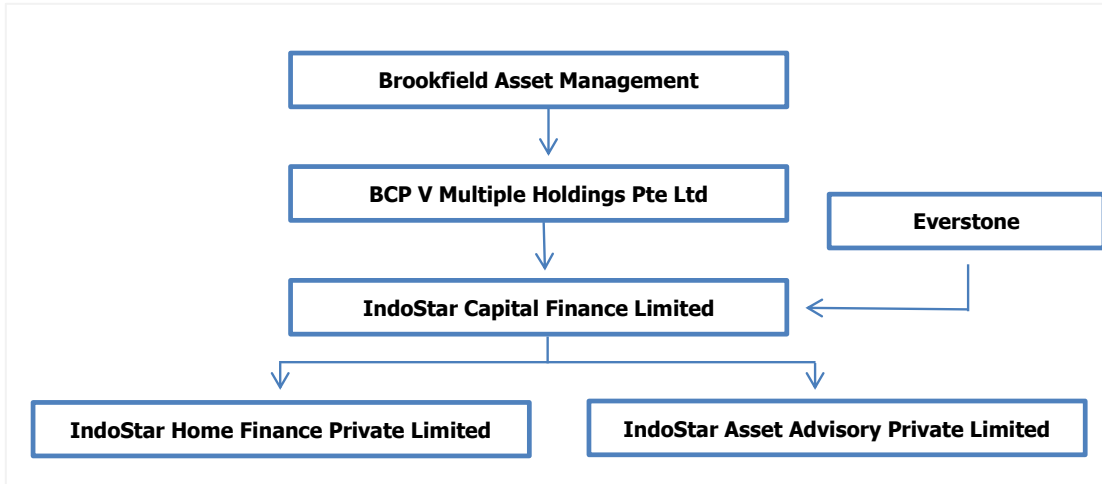 Brookfield Asset Management
BCP V Multiple Holdings Pte Ltd
Everstone
IndoStar Capital Finance Limited
IndoStar Home Finance Private Limited
IndoStar Asset Advisory Private Limited